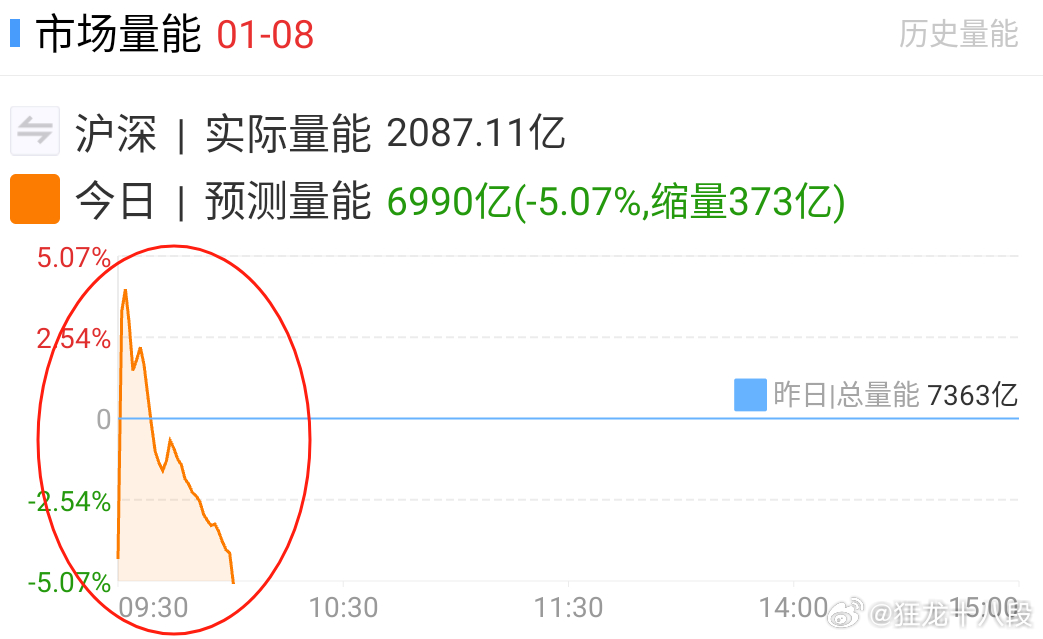 市场量能 01-08 历史量能
沪深 | 实际量能 2087.11亿
今日 | 预测量能 6990亿(-5.07%,缩量373亿)
5.07%
2.54%
昨日|总量能 7363亿
0
-2.54%
-5.07%
09:30 10:30 11:30 14:00 15:00
@狂龙十八段